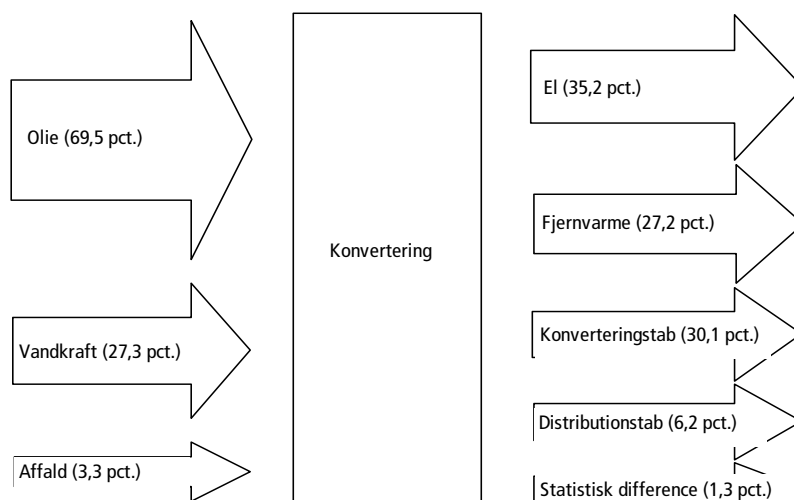 Olie (69,5 pct.)
Vandkraft (27,3 pct.)
Affald (3,3 pct.)
Konvertering
El (35,2 pct.)
Fjernvarme (27,2 pct.)
Konverteringstab (30,1 pct.)
Distributionstab (6,2 pct.)
Statistisk difference (1,3 pct.)